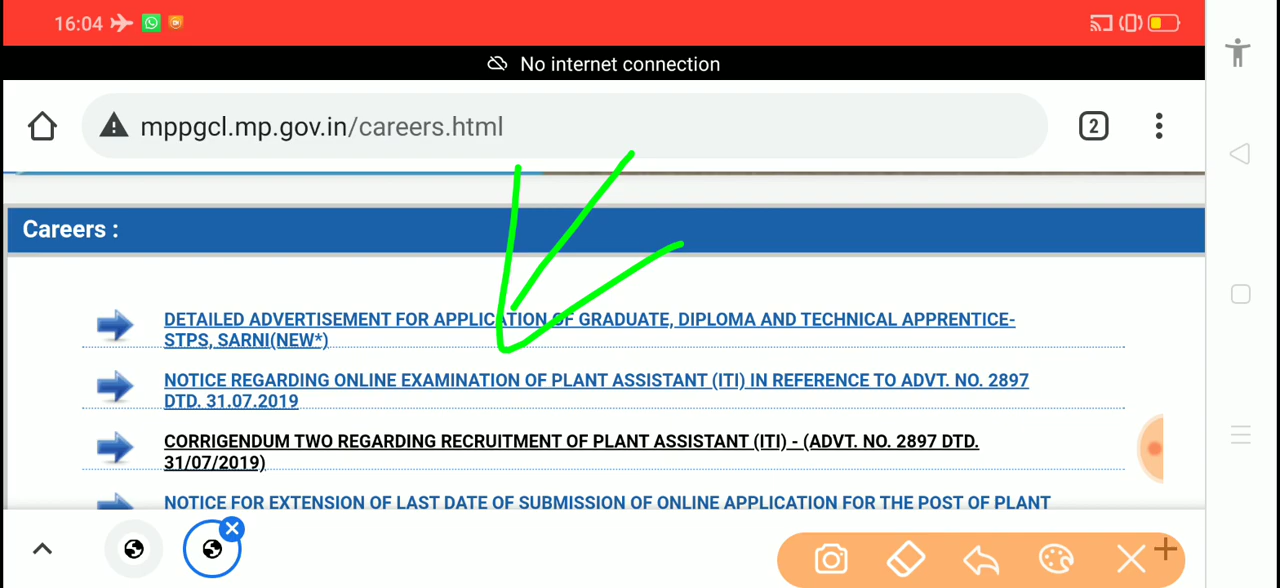 16:04
No internet connection
mppgcl.mp.gov.in/careers.html
2
Careers :
DETAILED ADVERTISEMENT FOR APPLICATION OF GRADUATE, DIPLOMA AND TECHNICAL APPRENTICE-
STPS, SARNI(NEW*)
NOTICE REGARDING ONLINE EXAMINATION OF PLANT ASSISTANT (ITI) IN REFERENCE TO ADVT. NO. 2897
DTD. 31.07.2019
CORRIGENDUM TWO REGARDING RECRUITMENT OF PLANT ASSISTANT (ITI) - (ADVT. NO. 2897 DTD.
31/07/2019)
NOTICE FOR EXTENSION OF LAST DATE OF SUBMISSION OF ONLINE APPLICATION FOR THE POST OF PLANT